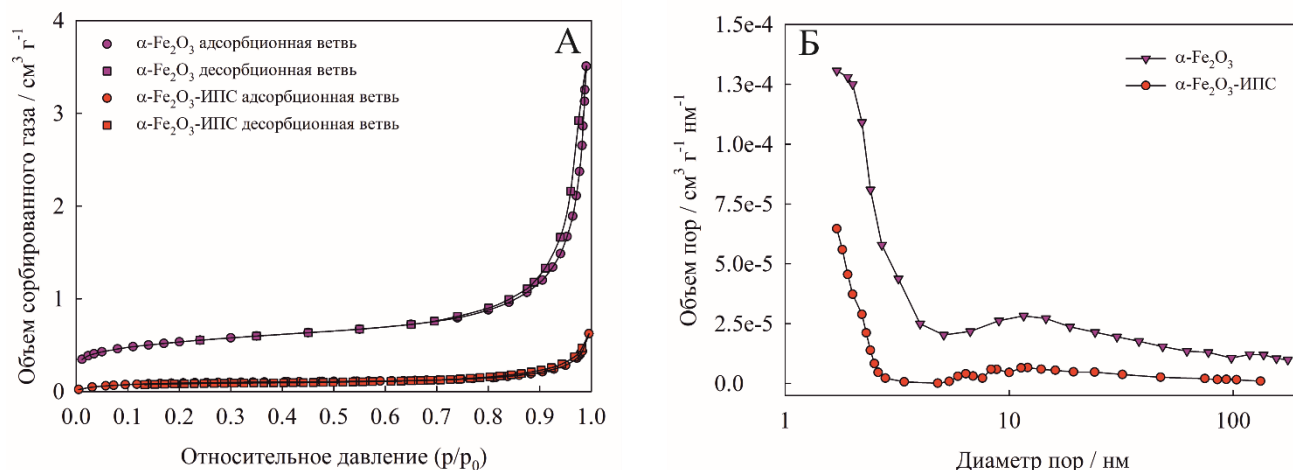 А
α-Fe₂O₃ адсорбционная ветвь
α-Fe₂O₃ десорбционная ветвь
α-Fe₂O₃-ИПС адсорбционная ветвь
α-Fe₂O₃-ИПС десорбционная ветвь
Объем сорбированного газа / см³ г⁻¹
4
3
2
1
0
0.0 0.1 0.2 0.3 0.4 0.5 0.6 0.7 0.8 0.9 1.0
Относительное давление (p/p₀)
Б
α-Fe₂O₃
α-Fe₂O₃-ИПС
Объем пор / см³ г⁻¹ нм⁻¹
1.5e-4
1.3e-4
1.0e-4
7.5e-5
5.0e-5
2.5e-5
0.0
1 10 100
Диаметр пор / нм